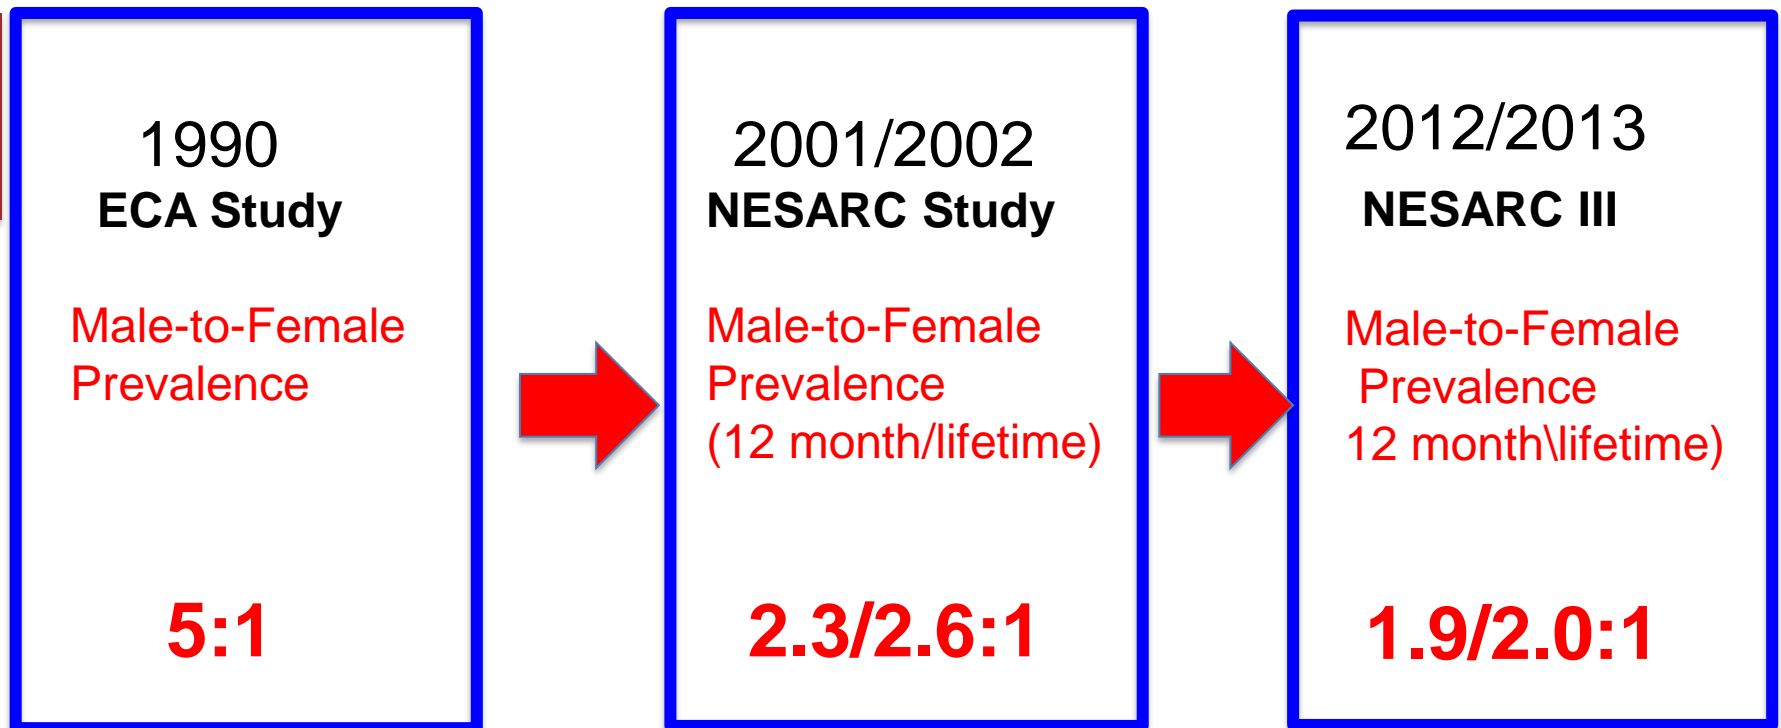 1990
ECA Study
Male-to-Female
Prevalence
5:1
2001/2002
NESARC Study
Male-to-Female
Prevalence
(12 month/lifetime)
2.3/2.6:1
2012/2013
NESARC III
Male-to-Female
Prevalence
12 month\lifetime)
1.9/2.0:1